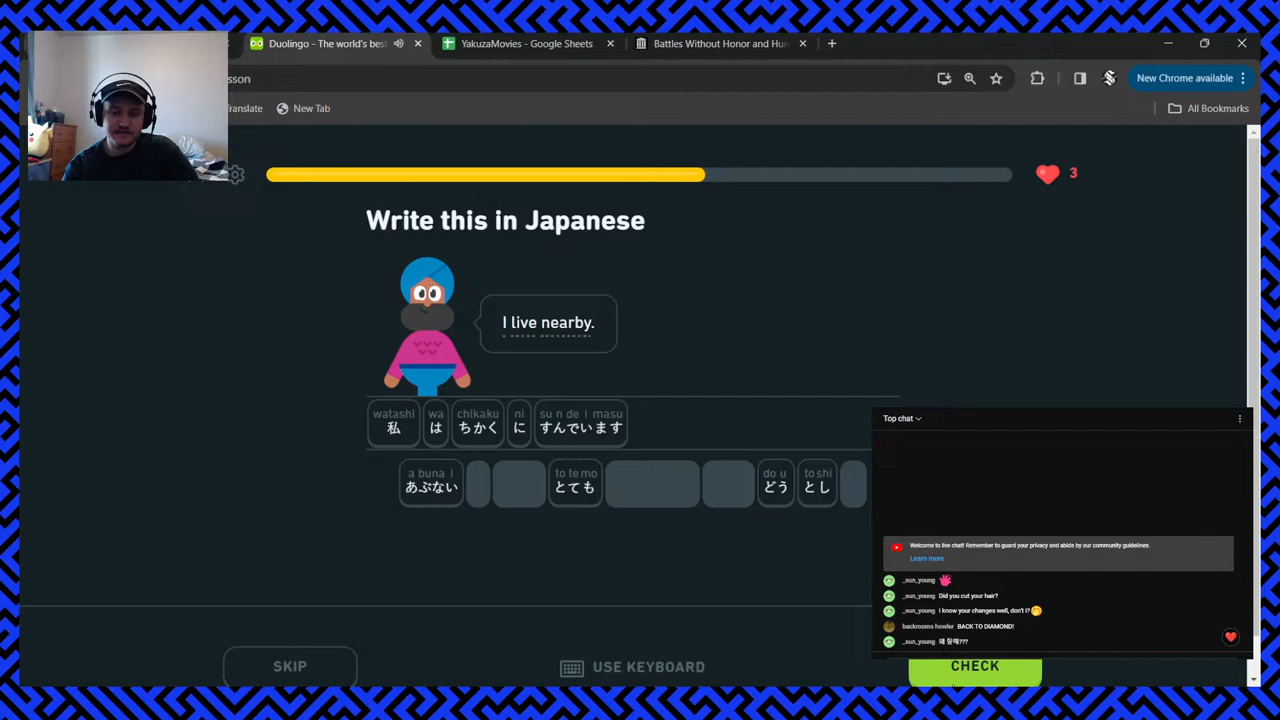 Duolingo - The world's best
YakuzaMovies - Google Sheets
Battles Without Honor and Hun
sson
New Chrome available
Translate
New Tab
All Bookmarks
3
Write this in Japanese
I live nearby.
watashi wa chikaku ni su n de i masu
私 は ちかく に すんでいます
a buna i to te mo do u to shi
あぶない とても どう とし
Top chat
Welcome to live chat! Remember to guard your privacy and abide by our community guidelines.
Learn more
_sun_young
_sun_young Did you cut your hair?
_sun_young I know your changes well, don't I?
backrooms howler BACK TO DIAMOND!
_sun_young 왜 잘해???
SKIP
USE KEYBOARD
CHECK